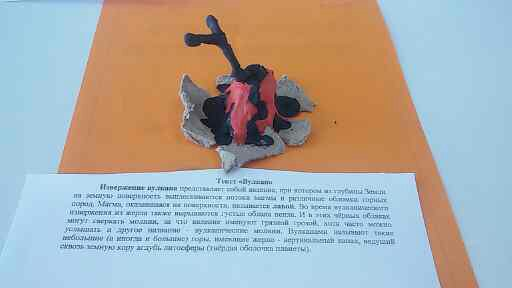 Текст «Вулкан»
Извержение вулкана представляет собой явление, при котором из глубины Земли
на земную поверхность выплескиваются потоки магмы и различные обломки горных
пород. Магма, оказавшаяся на поверхности, называется лавой. Во время вулканического
извержения из жерла также вырываются густые облака пепла. И в этих чёрных облаках
могут сверкать молнии, за что явление именуют грязной грозой, хотя часто можно
услышать и другое название - вулканические молнии. Вулканами называют такие
небольшие (а иногда и большие) горы, имеющие жерло - вертикальный канал, ведущий
сквозь земную кору вглубь литосферы (твёрдая оболочка планеты).